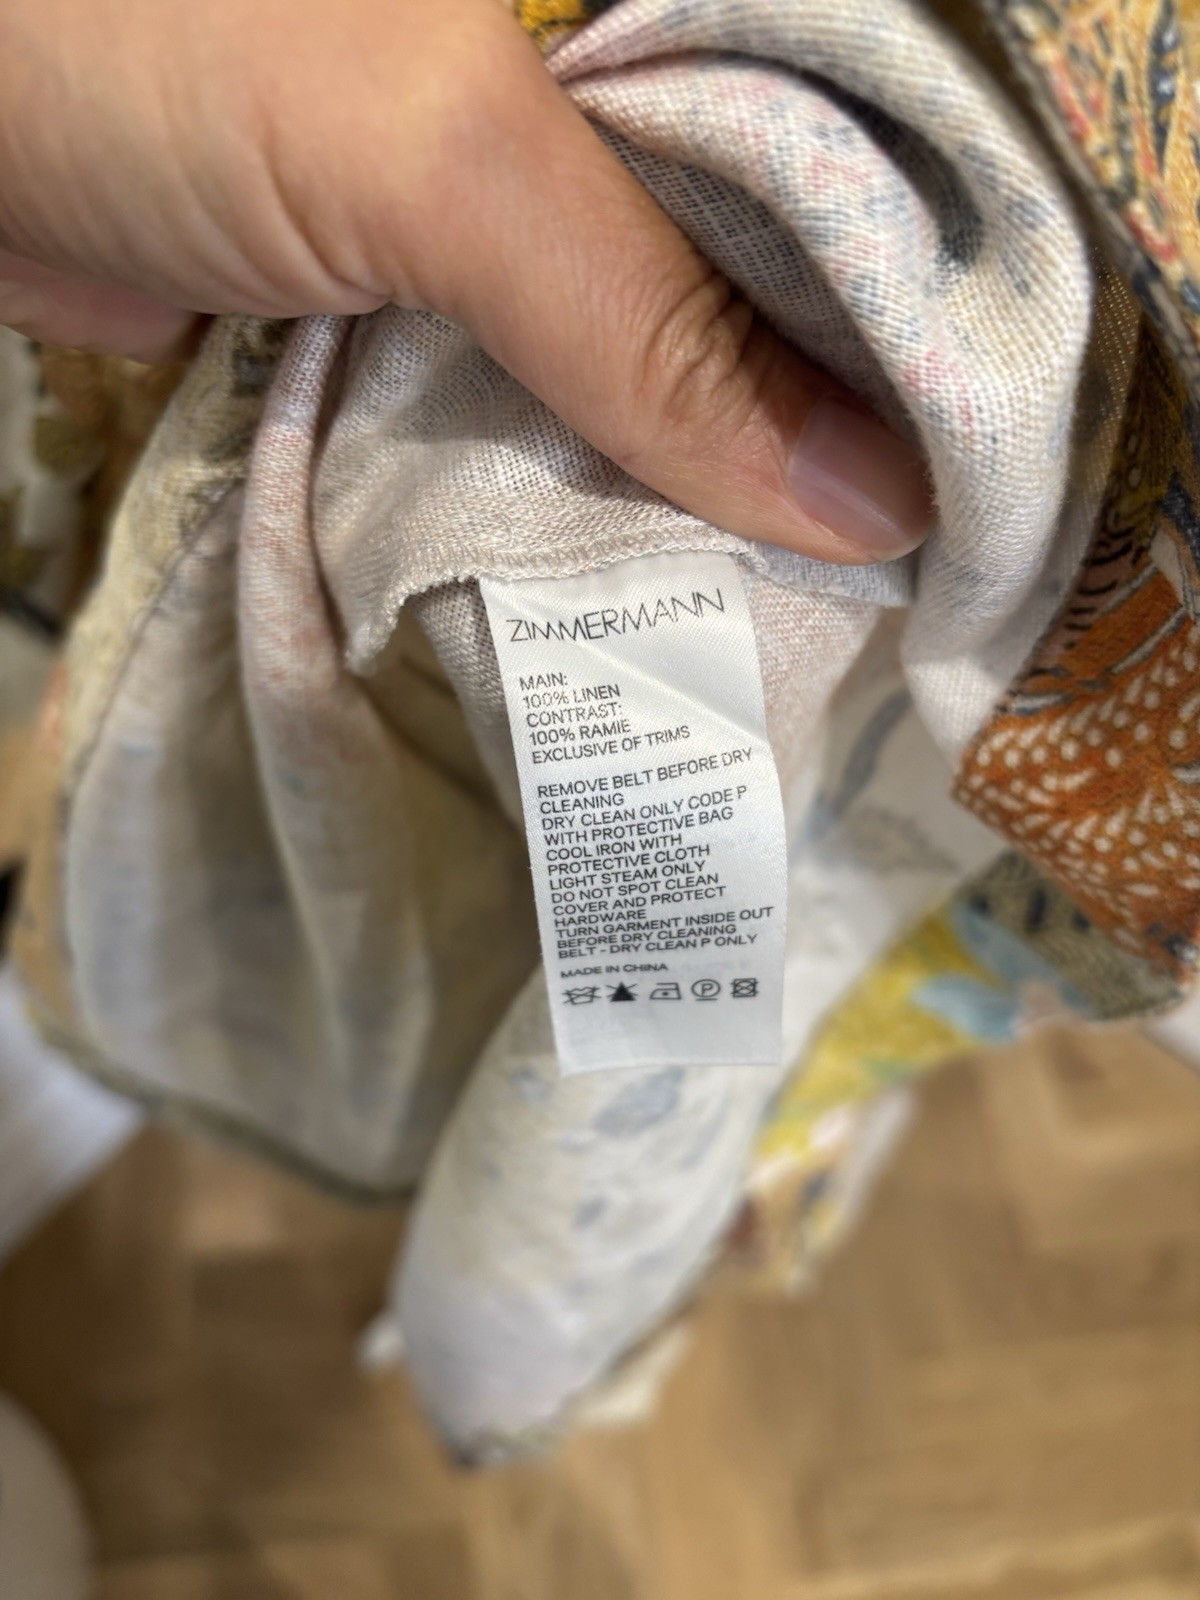 ZIMMERMANN
MAIN:
100% LINEN
CONTRAST:
100% RAMIE
EXCLUSIVE OF TRIMS
REMOVE BELT BEFORE DRY
CLEANING
DRY CLEAN ONLY CODE P
WITH PROTECTIVE BAG
COOL IRON WITH
PROTECTIVE CLOTH
LIGHT STEAM ONLY
DO NOT SPOT CLEAN
COVER AND PROTECT
HARDWARE
TURN GARMENT INSIDE OUT
BEFORE DRY CLEANING
BELT - DRY CLEAN P ONLY
MADE IN CHINA
P